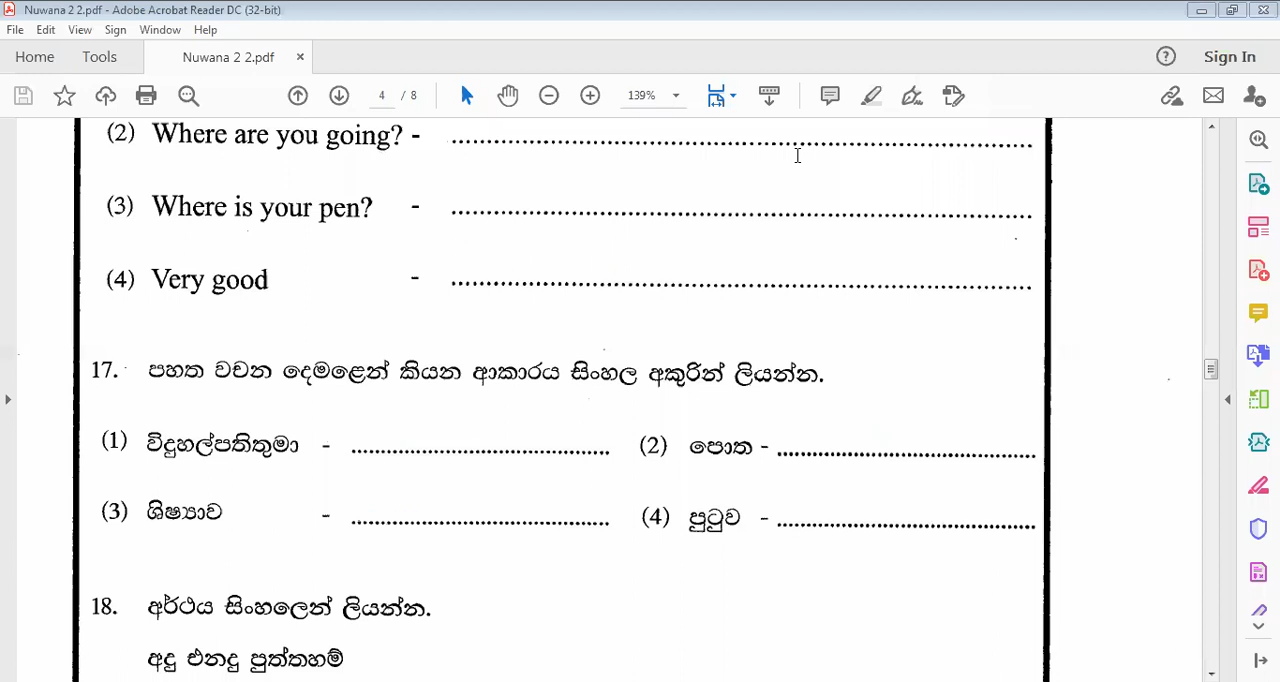 Nuwana 2 2.pdf - Adobe Acrobat Reader DC (32-bit)
File Edit View Sign Window Help
Home Tools Nuwana 2 2.pdf × Sign In
4 / 8 139%
(2) Where are you going? - ........................................
(3) Where is your pen? - ........................................
(4) Very good - ........................................
17. පහත වචන දෙමළෙන් කියන ආකාරය සිංහල අකුරින් ලියන්න.
(1) විදුහල්පතිතුමා - .................... (2) පොත - ....................
(3) ශිෂ්‍යාව - .................... (4) පුටුව - ....................
18. අර්ථය සිංහලෙන් ලියන්න.
අදු එනදු පුත්තහම්